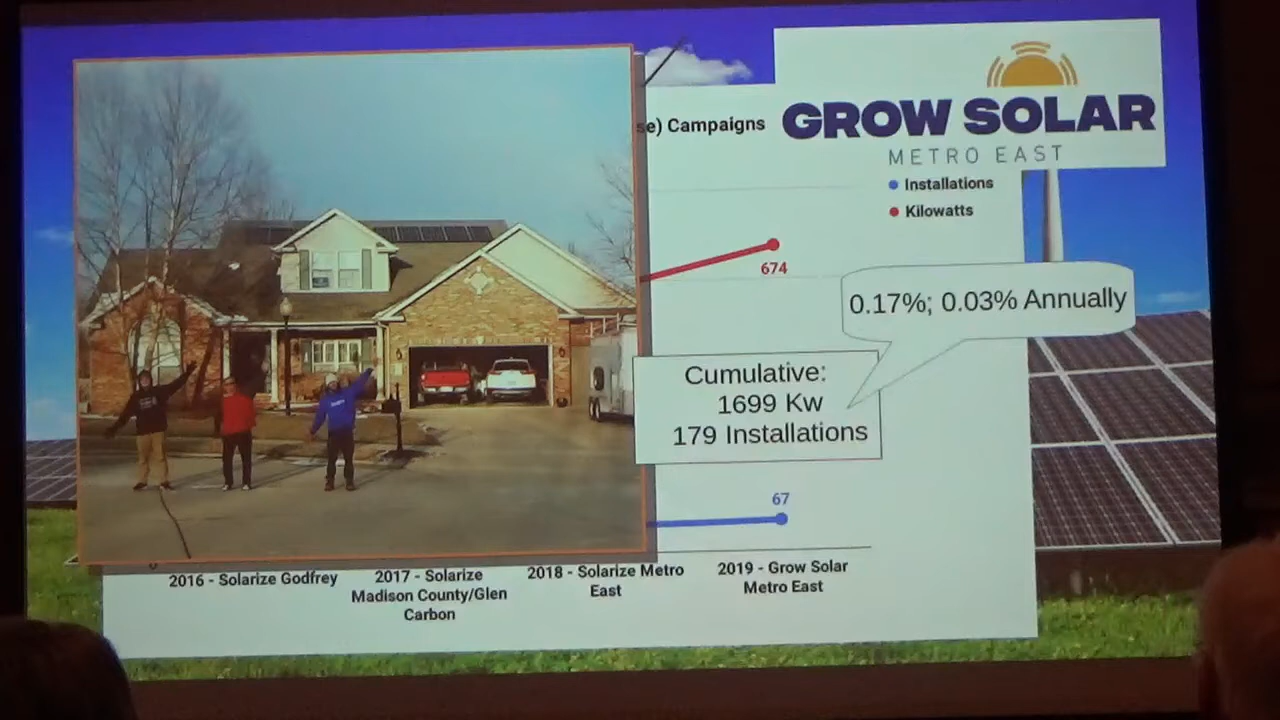 se) Campaigns
GROW SOLAR
METRO EAST
Installations
Kilowatts
674
0.17%; 0.03% Annually
Cumulative:
1699 Kw
179 Installations
67
0
2016 - Solarize Godfrey
2017 - Solarize
Madison County/Glen
Carbon
2018 - Solarize Metro
East
2019 - Grow Solar
Metro East